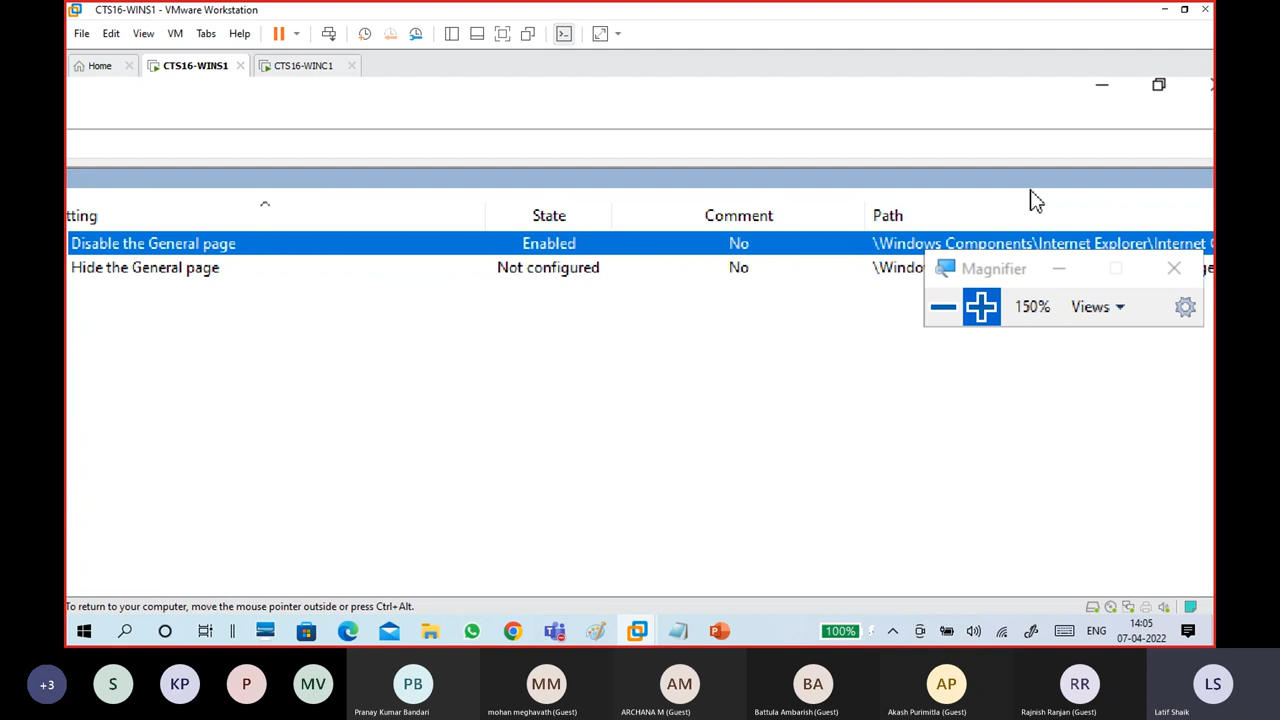 CTS16-WINS1 - VMware Workstation
File Edit View VM Tabs Help
Home CTS16-WINS1 CTS16-WINC1
tting State Comment Path
Disable the General page Enabled No \Windows Components\Internet Explorer\Internet
Hide the General page Not configured No \Windo
Magnifier
150% Views
To return to your computer, move the mouse pointer outside or press Ctrl+Alt.
100% ENG 14:05
07-04-2022
+3 S KP P MV PB MM AM BA AP RR LS
Pranay Kumar Bandari mohan meghavath (Guest) ARCHANA M (Guest) Battula Ambarish (Guest) Akash Purimitla (Guest) Rajnish Ranjan (Guest) Latif Shaik